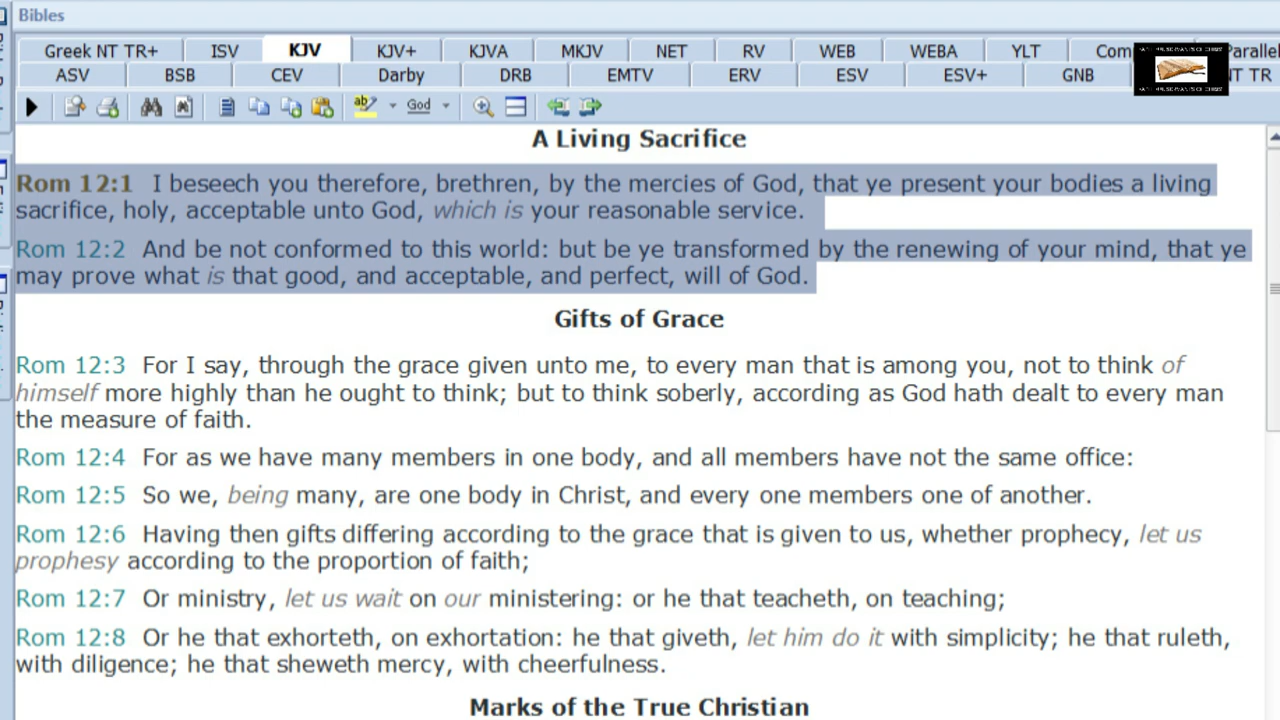 Bibles
Greek NT TR+ ISV KJV KJV+ KJVA MKJV NET RV WEB WEBA YLT Com Parallel
ASV BSB CEV Darby DRB EMTV ERV ESV ESV+ GNB NT TR
God
A Living Sacrifice
Rom 12:1 I beseech you therefore, brethren, by the mercies of God, that ye present your bodies a living
sacrifice, holy, acceptable unto God, which is your reasonable service.
Rom 12:2 And be not conformed to this world: but be ye transformed by the renewing of your mind, that ye
may prove what is that good, and acceptable, and perfect, will of God.
Gifts of Grace
Rom 12:3 For I say, through the grace given unto me, to every man that is among you, not to think of
himself more highly than he ought to think; but to think soberly, according as God hath dealt to every man
the measure of faith.
Rom 12:4 For as we have many members in one body, and all members have not the same office:
Rom 12:5 So we, being many, are one body in Christ, and every one members one of another.
Rom 12:6 Having then gifts differing according to the grace that is given to us, whether prophecy, let us
prophesy according to the proportion of faith;
Rom 12:7 Or ministry, let us wait on our ministering: or he that teacheth, on teaching;
Rom 12:8 Or he that exhorteth, on exhortation: he that giveth, let him do it with simplicity; he that ruleth,
with diligence; he that sheweth mercy, with cheerfulness.
Marks of the True Christian